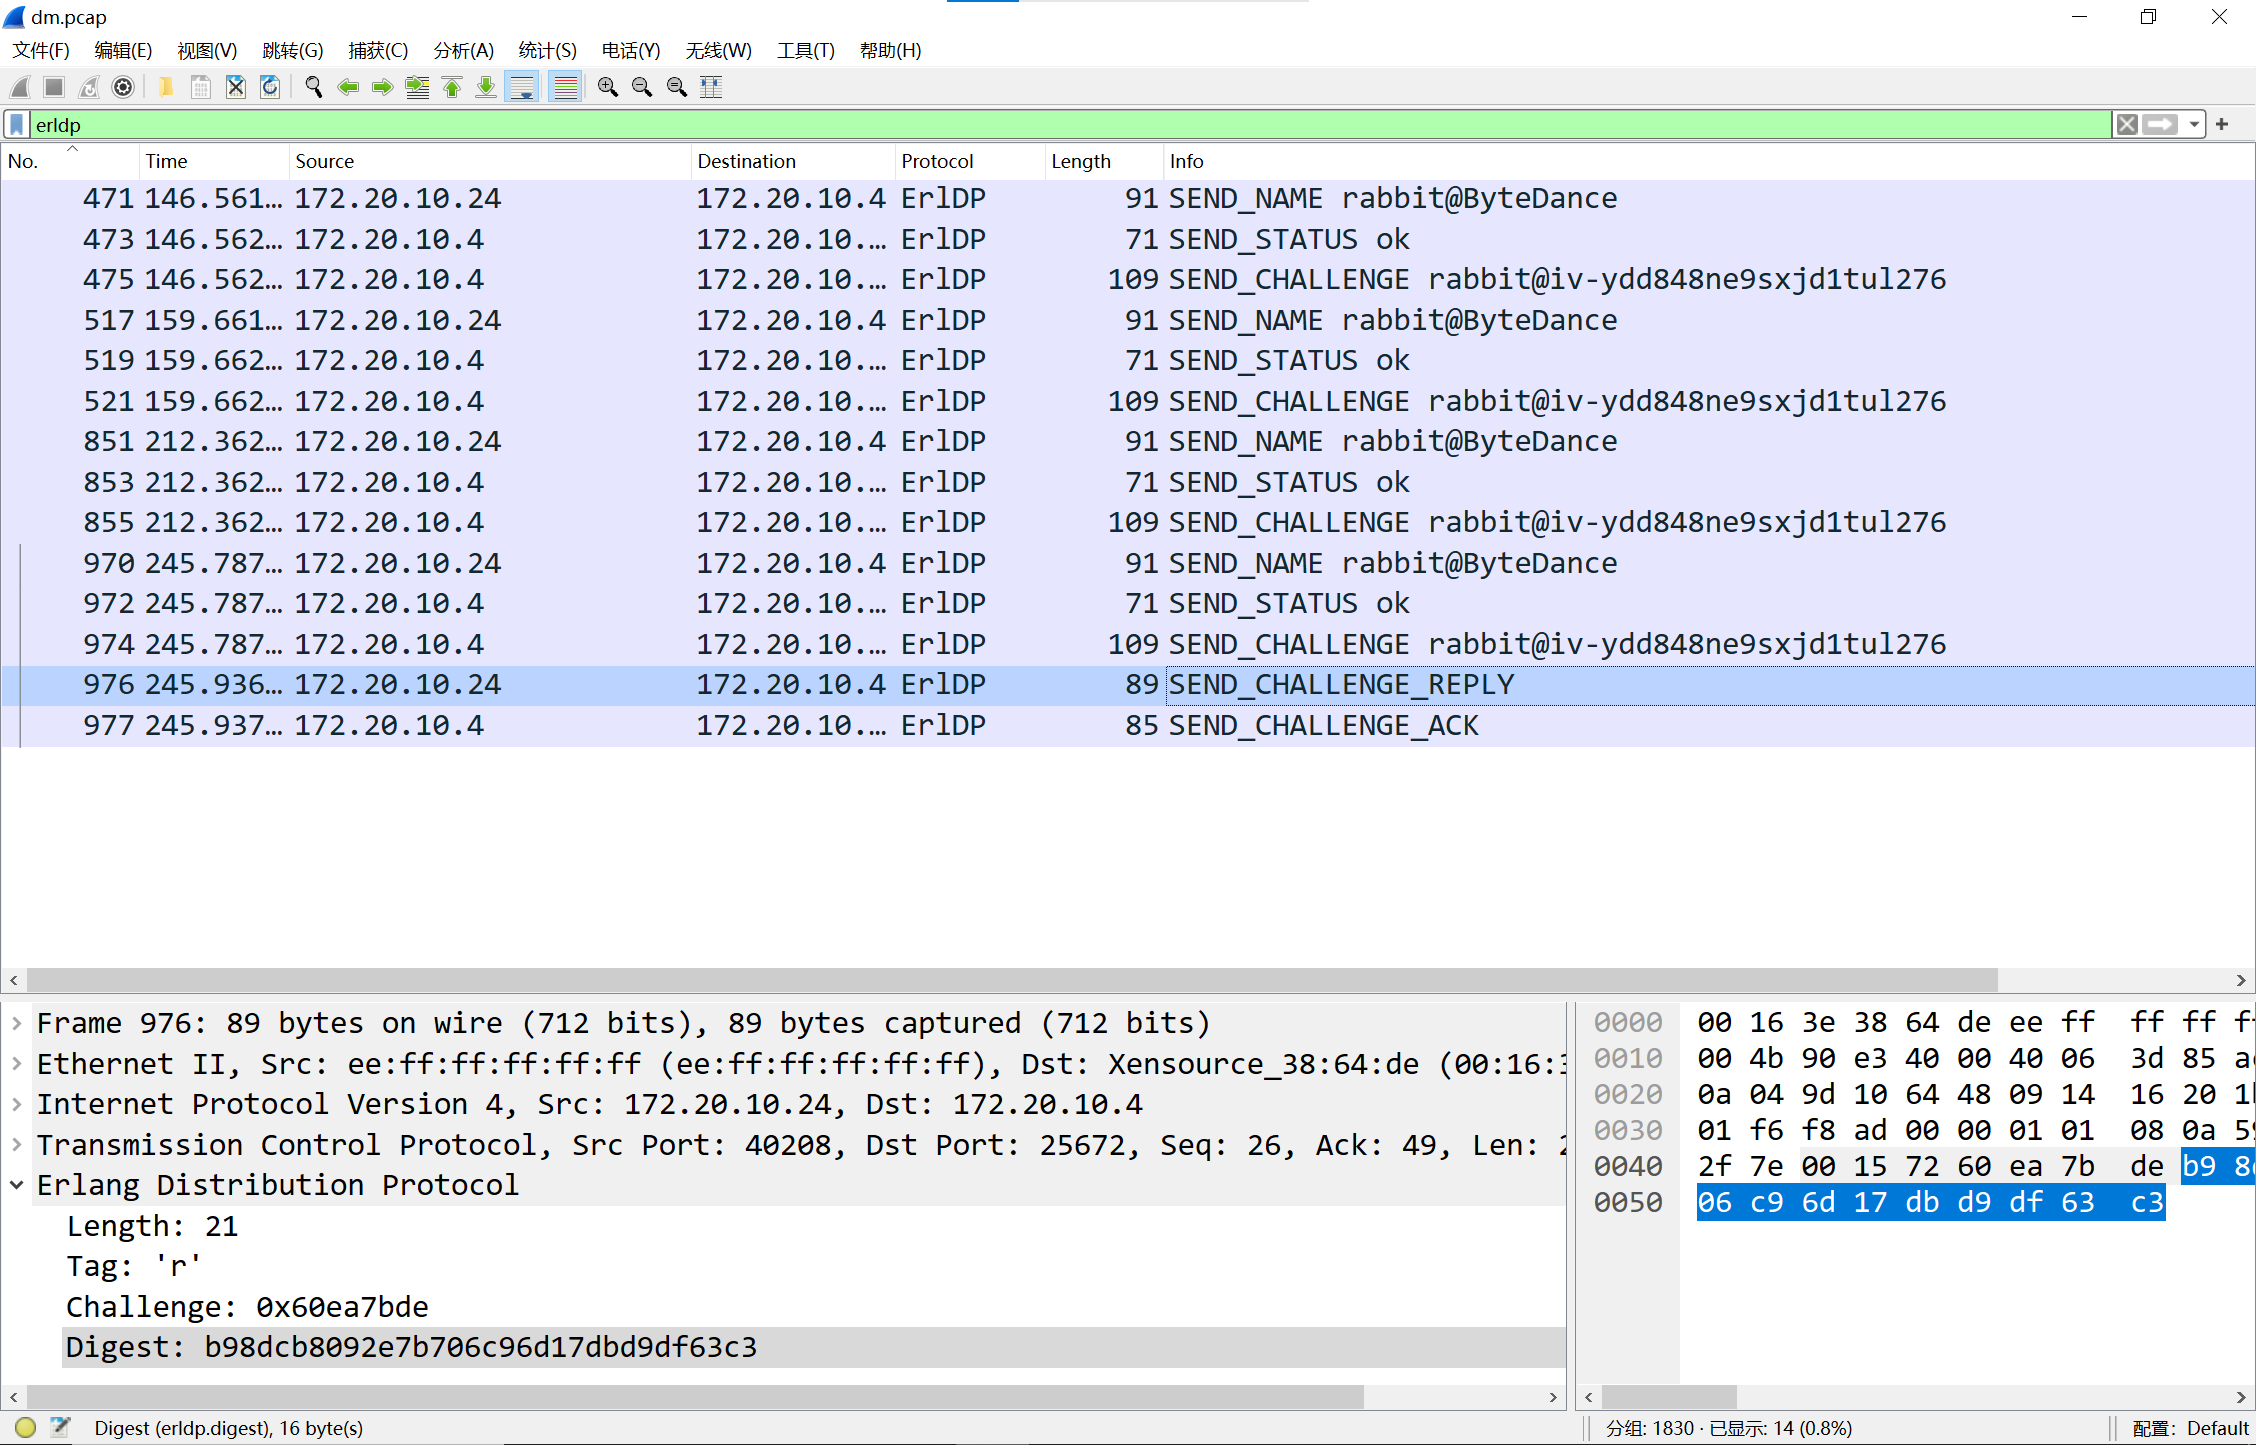 dm.pcap
文件(F) 编辑(E) 视图(V) 跳转(G) 捕获(C) 分析(A) 统计(S) 电话(Y) 无线(W) 工具(T) 帮助(H)
erldp
No. Time Source Destination Protocol Length Info
471 146.561… 172.20.10.24 172.20.10.4 ErlDP 91 SEND_NAME rabbit@ByteDance
473 146.562… 172.20.10.4 172.20.10.… ErlDP 71 SEND_STATUS ok
475 146.562… 172.20.10.4 172.20.10.… ErlDP 109 SEND_CHALLENGE rabbit@iv-ydd848ne9sxjd1tul276
517 159.661… 172.20.10.24 172.20.10.4 ErlDP 91 SEND_NAME rabbit@ByteDance
519 159.662… 172.20.10.4 172.20.10.… ErlDP 71 SEND_STATUS ok
521 159.662… 172.20.10.4 172.20.10.… ErlDP 109 SEND_CHALLENGE rabbit@iv-ydd848ne9sxjd1tul276
851 212.362… 172.20.10.24 172.20.10.4 ErlDP 91 SEND_NAME rabbit@ByteDance
853 212.362… 172.20.10.4 172.20.10.… ErlDP 71 SEND_STATUS ok
855 212.362… 172.20.10.4 172.20.10.… ErlDP 109 SEND_CHALLENGE rabbit@iv-ydd848ne9sxjd1tul276
970 245.787… 172.20.10.24 172.20.10.4 ErlDP 91 SEND_NAME rabbit@ByteDance
972 245.787… 172.20.10.4 172.20.10.… ErlDP 71 SEND_STATUS ok
974 245.787… 172.20.10.4 172.20.10.… ErlDP 109 SEND_CHALLENGE rabbit@iv-ydd848ne9sxjd1tul276
976 245.936… 172.20.10.24 172.20.10.4 ErlDP 89 SEND_CHALLENGE_REPLY
977 245.937… 172.20.10.4 172.20.10.… ErlDP 85 SEND_CHALLENGE_ACK
Frame 976: 89 bytes on wire (712 bits), 89 bytes captured (712 bits)
Ethernet II, Src: ee:ff:ff:ff:ff:ff (ee:ff:ff:ff:ff:ff), Dst: Xensource_38:64:de (00:16:3
Internet Protocol Version 4, Src: 172.20.10.24, Dst: 172.20.10.4
Transmission Control Protocol, Src Port: 40208, Dst Port: 25672, Seq: 26, Ack: 49, Len: 2
Erlang Distribution Protocol
Length: 21
Tag: 'r'
Challenge: 0x60ea7bde
Digest: b98dcb8092e7b706c96d17dbd9df63c3
0000 00 16 3e 38 64 de ee ff ff ff ff
0010 00 4b 90 e3 40 00 40 06 3d 85 ac
0020 0a 04 9d 10 64 48 09 14 16 20
0030 01 f6 f8 ad 00 00 01 01 08 0a 59
0040 2f 7e 00 15 72 60 ea 7b de b9 8d
0050 06 c9 6d 17 db d9 df 63 c3
Digest (erldp.digest), 16 byte(s)
分组: 1830 · 已显示: 14 (0.8%)
配置: Default